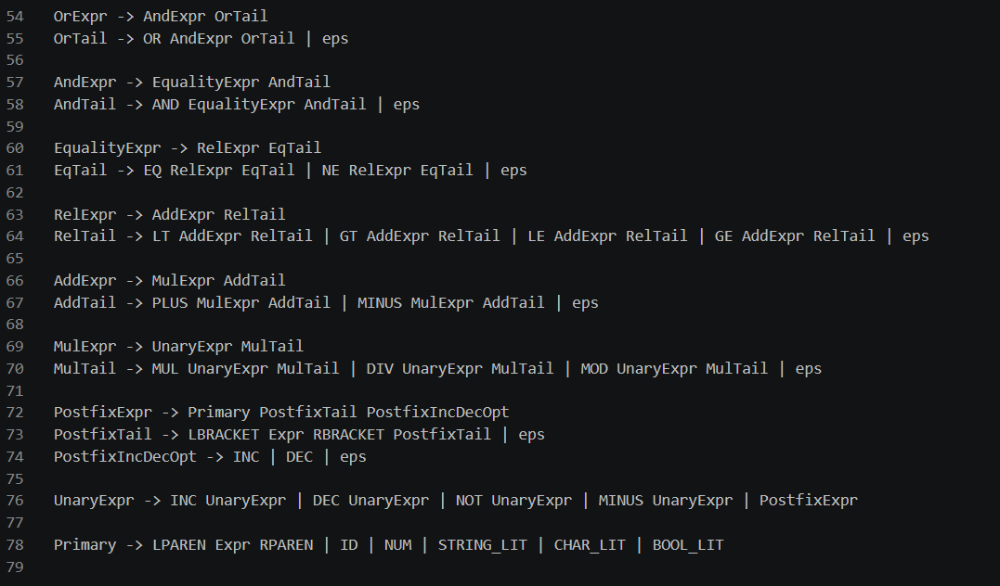 54 OrExpr -> AndExpr OrTail
55 OrTail -> OR AndExpr OrTail | eps
56
57 AndExpr -> EqualityExpr AndTail
58 AndTail -> AND EqualityExpr AndTail | eps
59
60 EqualityExpr -> RelExpr EqTail
61 EqTail -> EQ RelExpr EqTail | NE RelExpr EqTail | eps
62
63 RelExpr -> AddExpr RelTail
64 RelTail -> LT AddExpr RelTail | GT AddExpr RelTail | LE AddExpr RelTail | GE AddExpr RelTail | eps
65
66 AddExpr -> MulExpr AddTail
67 AddTail -> PLUS MulExpr AddTail | MINUS MulExpr AddTail | eps
68
69 MulExpr -> UnaryExpr MulTail
70 MulTail -> MUL UnaryExpr MulTail | DIV UnaryExpr MulTail | MOD UnaryExpr MulTail | eps
71
72 PostfixExpr -> Primary PostfixTail PostfixIncDecOpt
73 PostfixTail -> LBRACKET Expr RBRACKET PostfixTail | eps
74 PostfixIncDecOpt -> INC | DEC | eps
75
76 UnaryExpr -> INC UnaryExpr | DEC UnaryExpr | NOT UnaryExpr | MINUS UnaryExpr | PostfixExpr
77
78 Primary -> LPAREN Expr RPAREN | ID | NUM | STRING_LIT | CHAR_LIT | BOOL_LIT
79